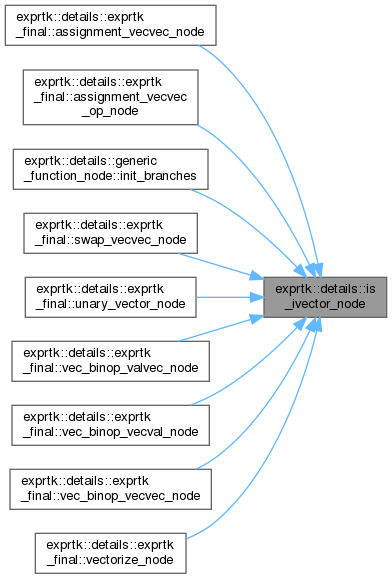 exprtk::details::exprtk
_final::assignment_vecvec_node
exprtk::details::exprtk
_final::assignment_vecvec
_op_node
exprtk::details::generic
_function_node::init_branches
exprtk::details::exprtk
_final::swap_vecvec_node
exprtk::details::exprtk
_final::unary_vector_node
exprtk::details::is
_ivector_node
exprtk::details::exprtk
_final::vec_binop_valvec_node
exprtk::details::exprtk
_final::vec_binop_vecval_node
exprtk::details::exprtk
_final::vec_binop_vecvec_node
exprtk::details::exprtk
_final::vectorize_node